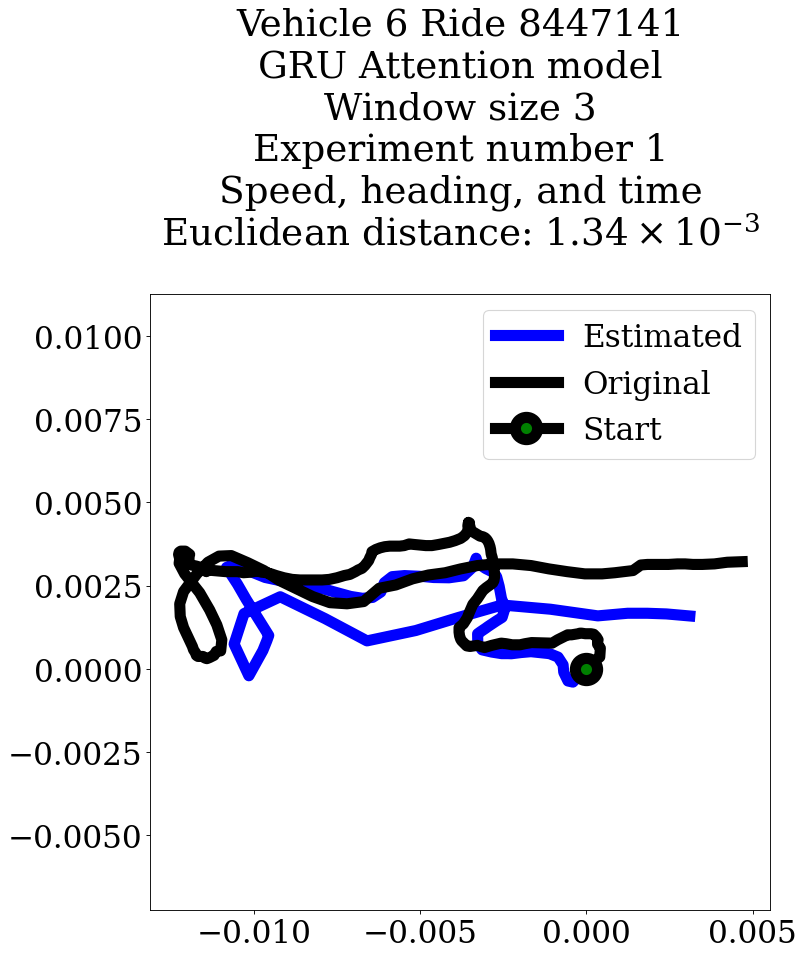 Vehicle 6 Ride 8447141
GRU Attention model
Window size 3
Experiment number 1
Speed, heading, and time
Euclidean distance: 1.34 × 10⁻³
Estimated
Original
Start
0.0100
0.0075
0.0050
0.0025
0.0000
−0.0025
−0.0050
−0.010 −0.005 0.000 0.005